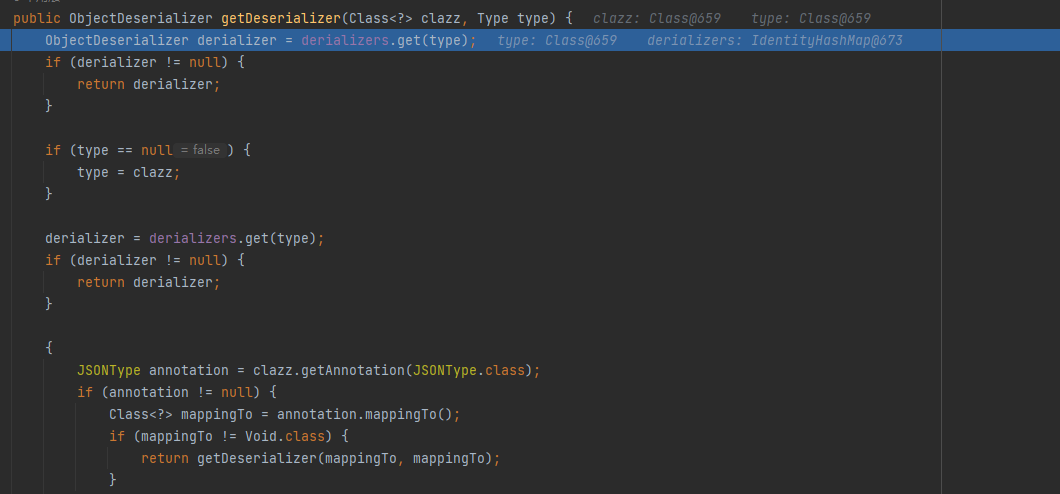 public ObjectDeserializer getDeserializer(Class<?> clazz, Type type) {   clazz: Class@659    type: Class@659
ObjectDeserializer derializer = derializers.get(type);   type: Class@659    derializers: IdentityHashMap@673
if (derializer != null) {
return derializer;
}
if (type == null = false ) {
type = clazz;
}
derializer = derializers.get(type);
if (derializer != null) {
return derializer;
}
{
JSONType annotation = clazz.getAnnotation(JSONType.class);
if (annotation != null) {
Class<?> mappingTo = annotation.mappingTo();
if (mappingTo != Void.class) {
return getDeserializer(mappingTo, mappingTo);
}